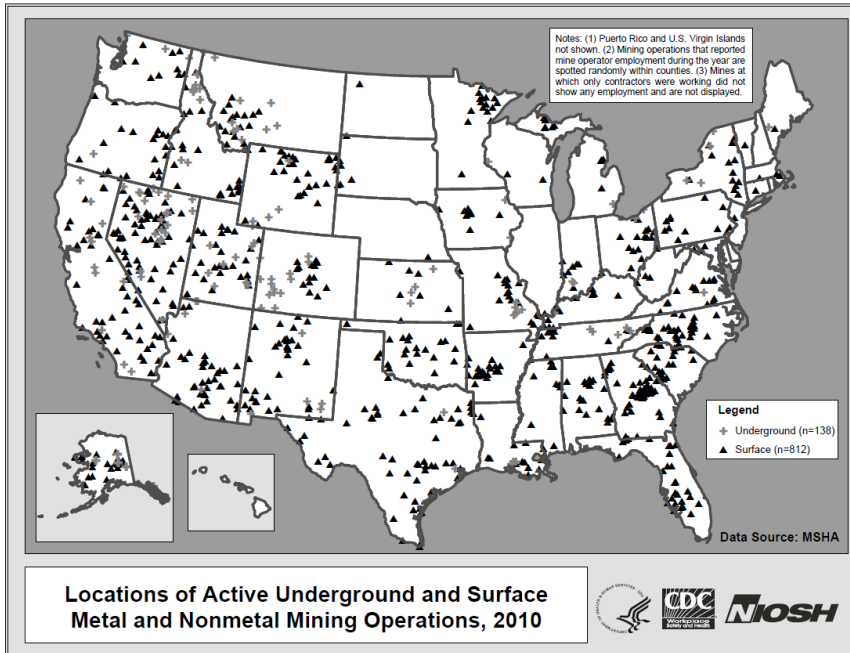 Notes: (1) Puerto Rico and U.S. Virgin Islands
not shown. (2) Mining operations that reported
mine operator employment during the year are
spotted randomly within counties. (3) Mines at
which only contractors were working did not
show any employment and are not displayed.
Legend
Underground (n=138)
Surface (n=812)
Data Source: MSHA
Locations of Active Underground and Surface
Metal and Nonmetal Mining Operations, 2010
CDC
Workplace
Safety and Health
NIOSH